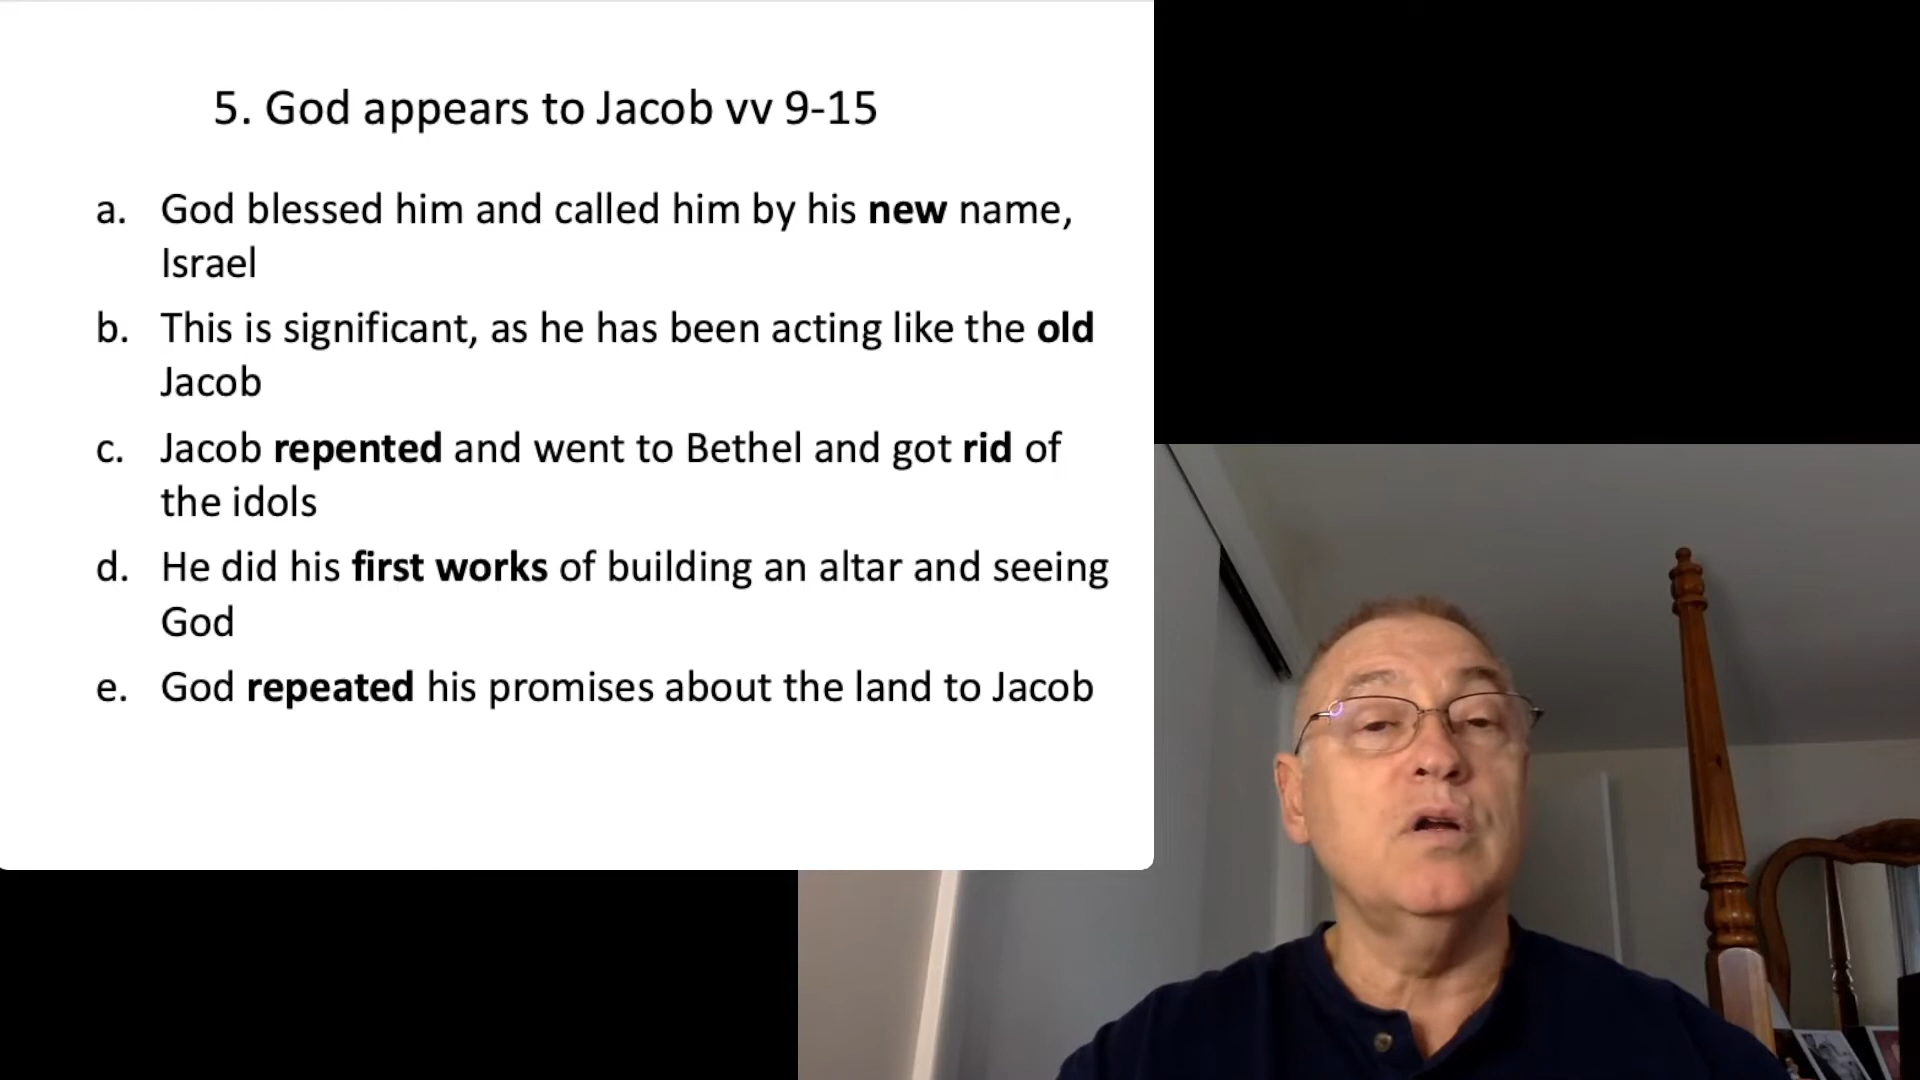 5. God appears to Jacob vv 9-15
a. God blessed him and called him by his new name,
Israel
b. This is significant, as he has been acting like the old
Jacob
c. Jacob repented and went to Bethel and got rid of
the idols
d. He did his first works of building an altar and seeing
God
e. God repeated his promises about the land to Jacob